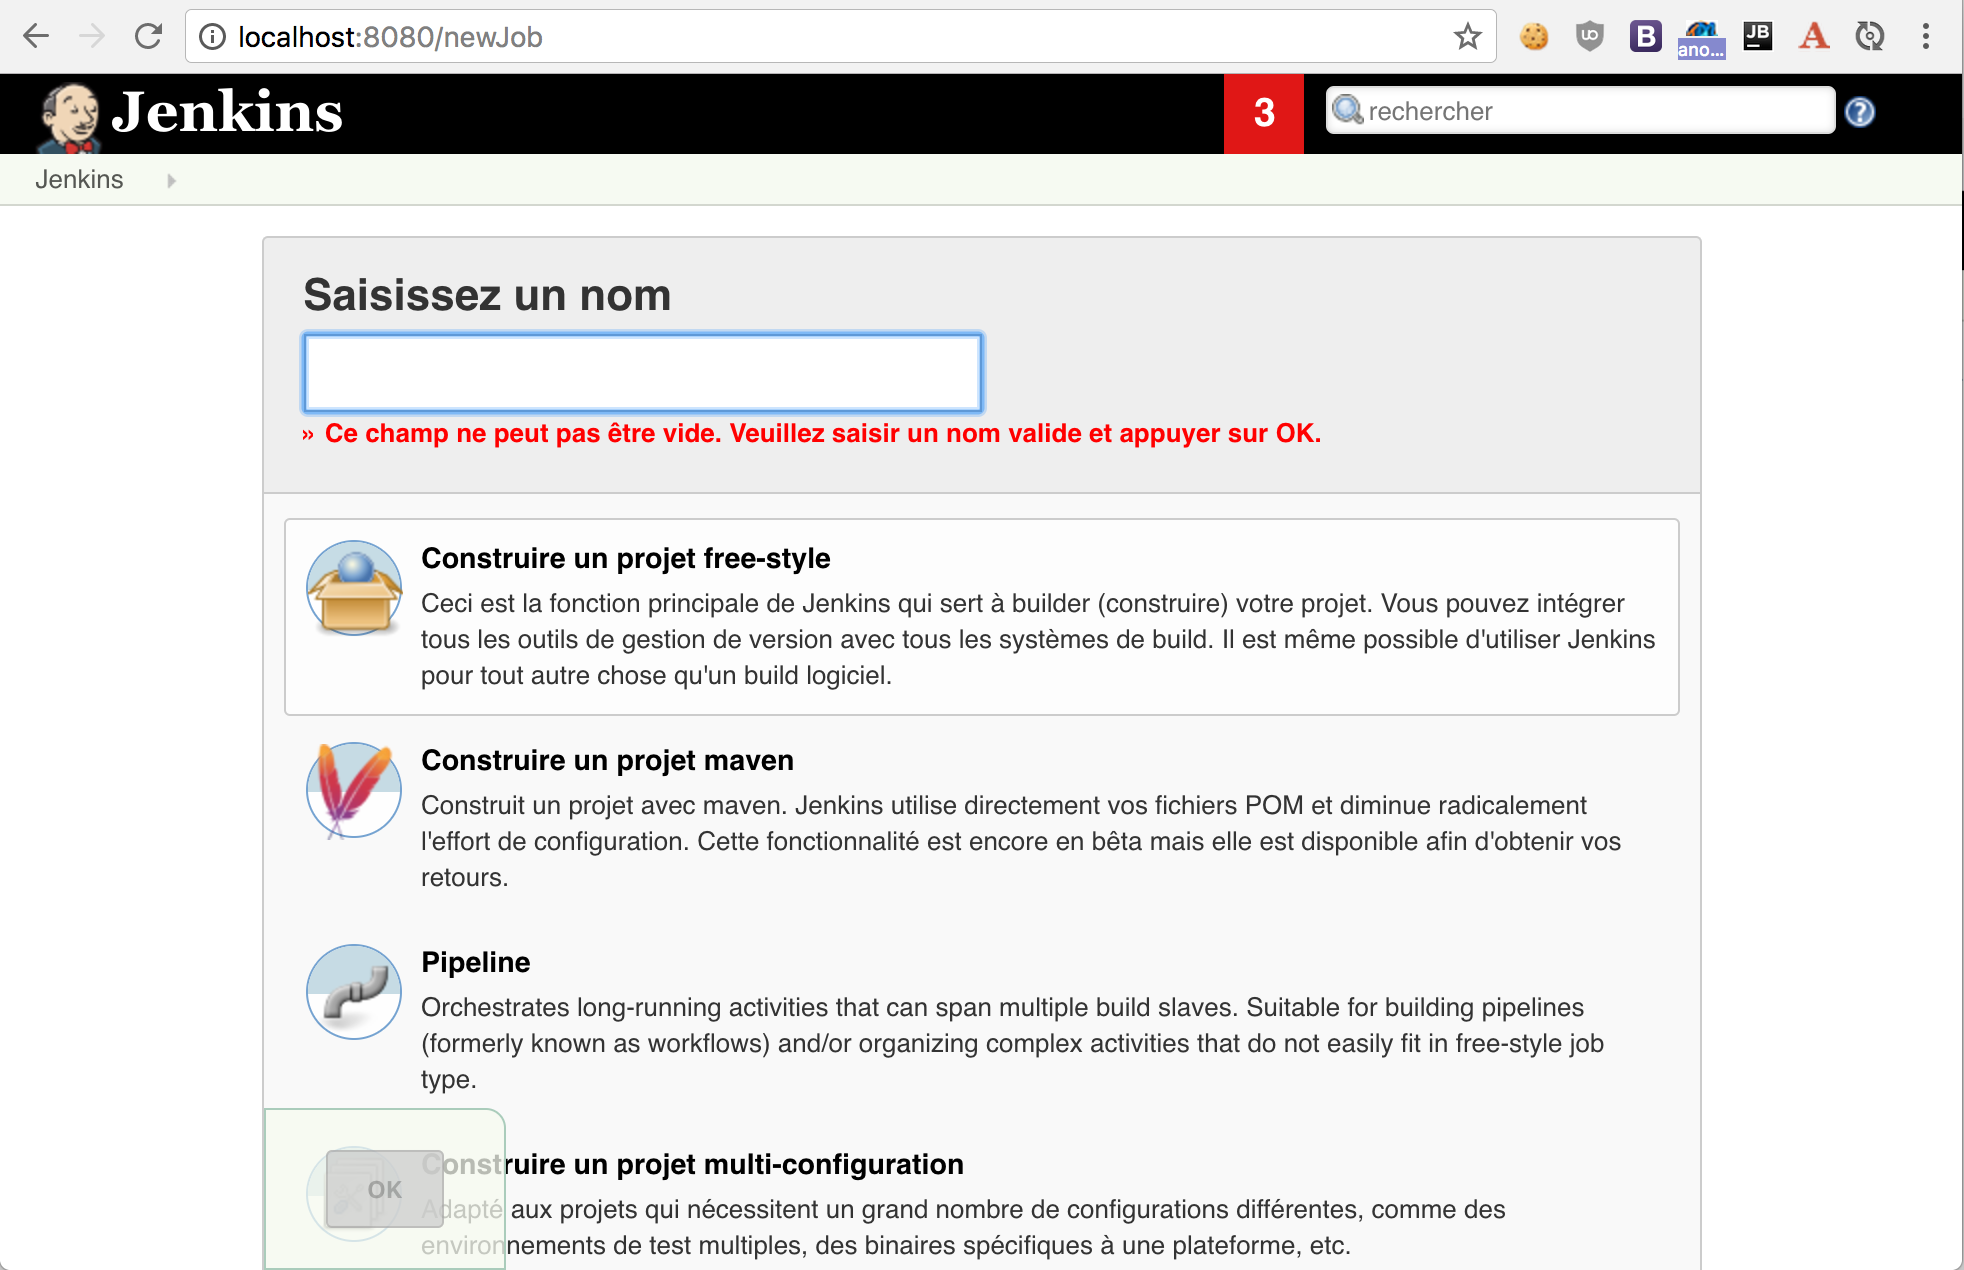 localhost:8080/newJob
ano...
JB
Jenkins
3
rechercher
Jenkins
Saisissez un nom
» Ce champ ne peut pas être vide. Veuillez saisir un nom valide et appuyer sur OK.
Construire un projet free-style
Ceci est la fonction principale de Jenkins qui sert à builder (construire) votre projet. Vous pouvez intégrer
tous les outils de gestion de version avec tous les systèmes de build. Il est même possible d'utiliser Jenkins
pour tout autre chose qu'un build logiciel.
Construire un projet maven
Construit un projet avec maven. Jenkins utilise directement vos fichiers POM et diminue radicalement
l'effort de configuration. Cette fonctionnalité est encore en bêta mais elle est disponible afin d'obtenir vos
retours.
Pipeline
Orchestrates long-running activities that can span multiple build slaves. Suitable for building pipelines
(formerly known as workflows) and/or organizing complex activities that do not easily fit in free-style job
type.
Construire un projet multi-configuration
OK
Adapté aux projets qui nécessitent un grand nombre de configurations différentes, comme des
environnements de test multiples, des binaires spécifiques à une plateforme, etc.